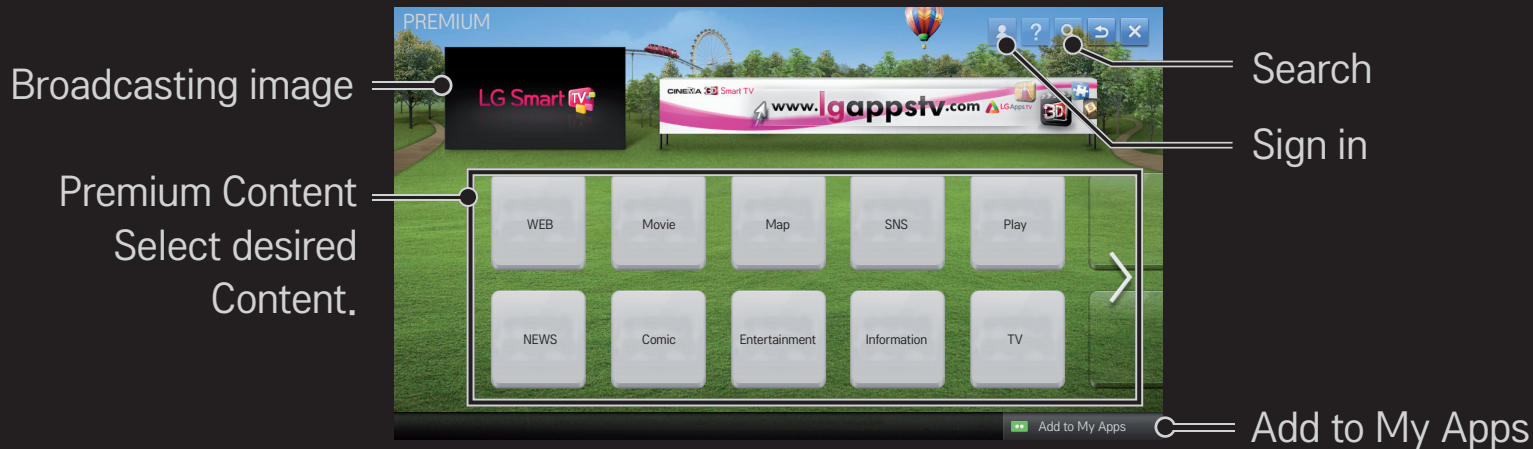 PREMIUM
Broadcasting image
LG Smart TV
CINEMA 3D Smart TV
www.lgappstv.com
LG Apps TV
3D
?
Search
Sign in
Premium Content
Select desired
Content.
WEB
Movie
Map
SNS
Play
NEWS
Comic
Entertainment
Information
TV
Add to My Apps
Add to My Apps